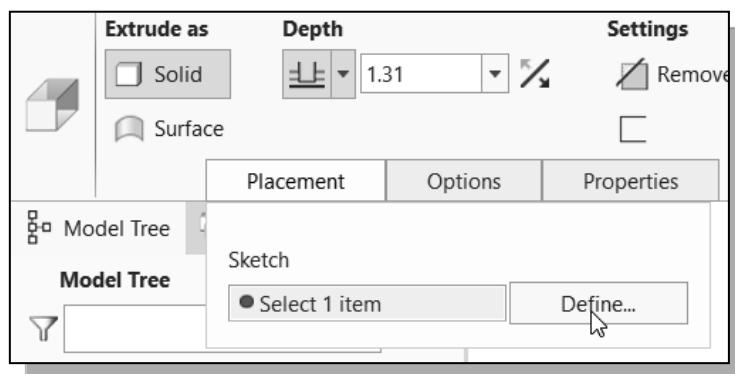 Extrude as Depth Settings
Solid 1.31 Remove
Surface
Placement Options Properties
Model Tree
Sketch
Model Tree
Select 1 item Define...